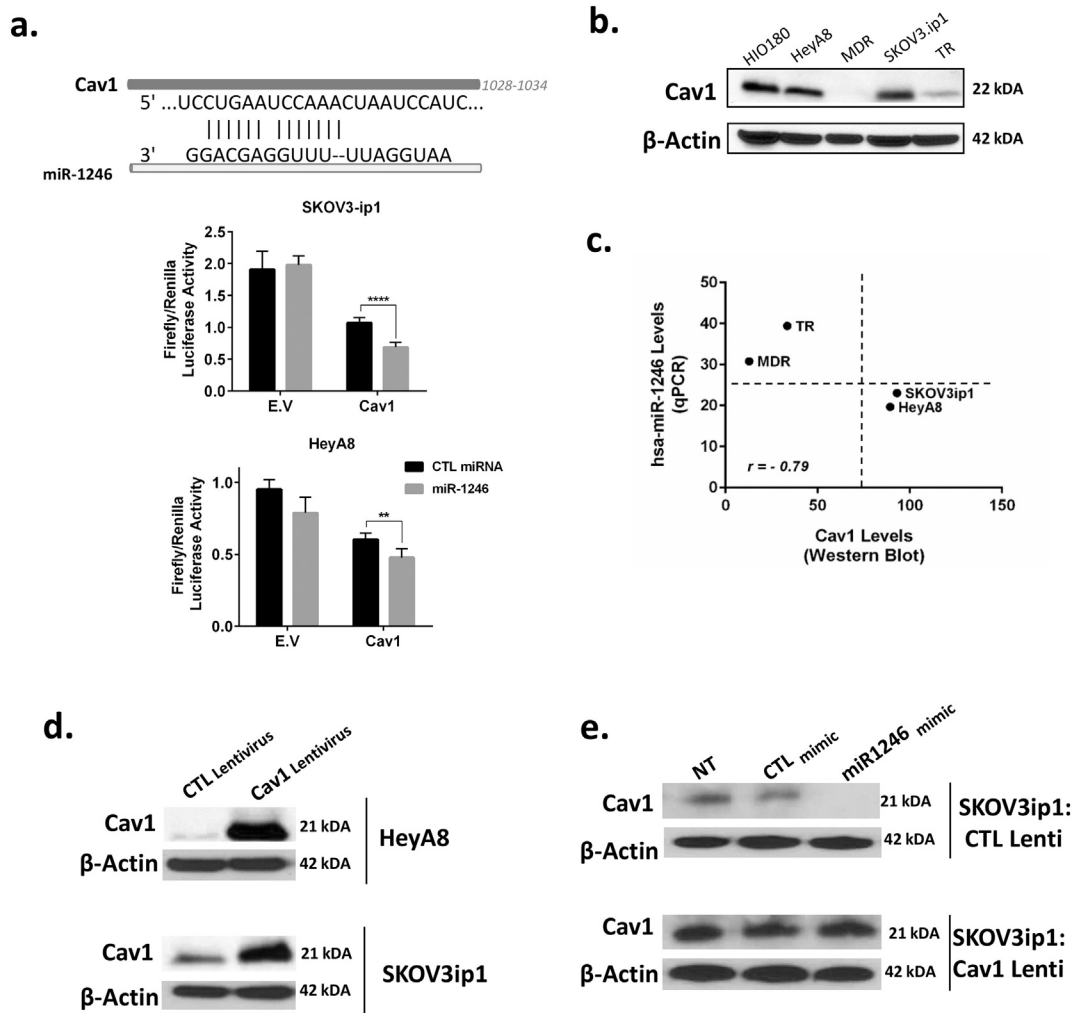 a.
Cav1
1028-1034
5' ...UCCUGAAUCCAAACUAAUCCAUC...
3' GGACGAGGUUU--UUAGGUAA
miR-1246
SKOV3-ip1
Firefly/Renilla
Luciferase Activity
2.5
2.0
1.5
1.0
0.5
0.0
****
E.V
Cav1
HeyA8
Firefly/Renilla
Luciferase Activity
1.0
0.5
0.0
**
E.V
Cav1
CTL miRNA
miR-1246
b.
HIO180
HeyA8
MDR
SKOV3.ip1
TR
Cav1
22 kDA
β-Actin
42 kDA
c.
hsa-miR-1246 Levels
(qPCR)
50
40
30
20
10
0
TR
MDR
SKOV3ip1
HeyA8
r = - 0.79
0
50
100
150
Cav1 Levels
(Western Blot)
d.
CTL Lentivirus
Cav1 Lentivirus
Cav1
21 kDA
β-Actin
42 kDA
HeyA8
Cav1
21 kDA
β-Actin
42 kDA
SKOV3ip1
e.
NT
CTL mimic
miR1246 mimic
Cav1
21 kDA
β-Actin
42 kDA
SKOV3ip1:
CTL Lenti
Cav1
21 kDA
β-Actin
42 kDA
SKOV3ip1:
Cav1 Lenti